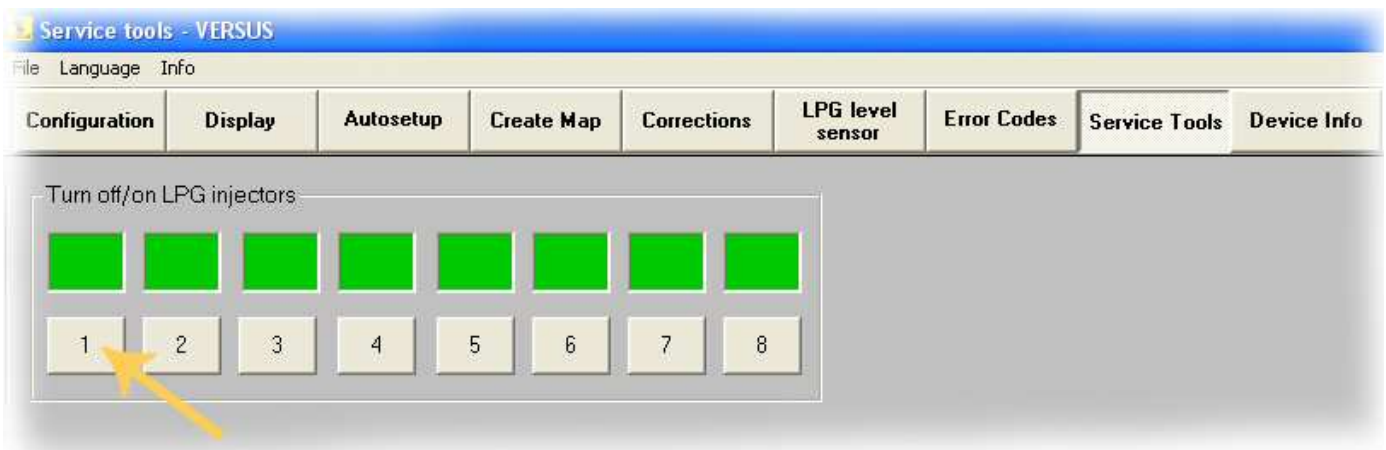 Service tools - VERSUS
File Language Info
Configuration Display Autosetup Create Map Corrections LPG level sensor Error Codes Service Tools Device Info
Turn off/on LPG injectors
1 2 3 4 5 6 7 8